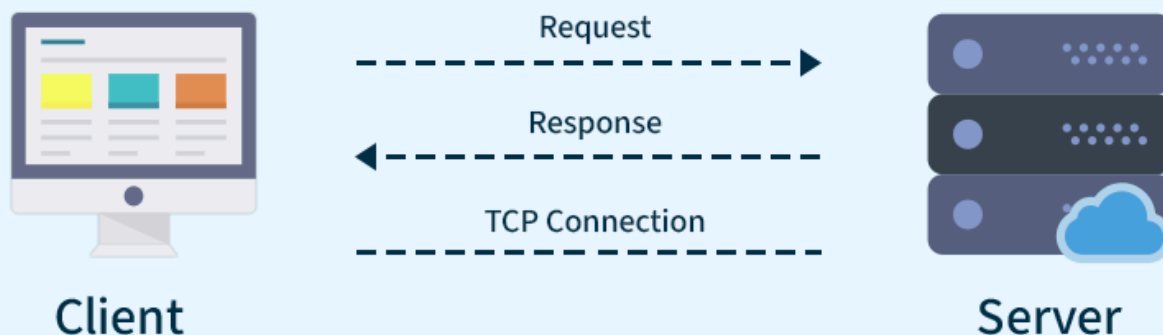 Request
Response
TCP Connection
Client
Server